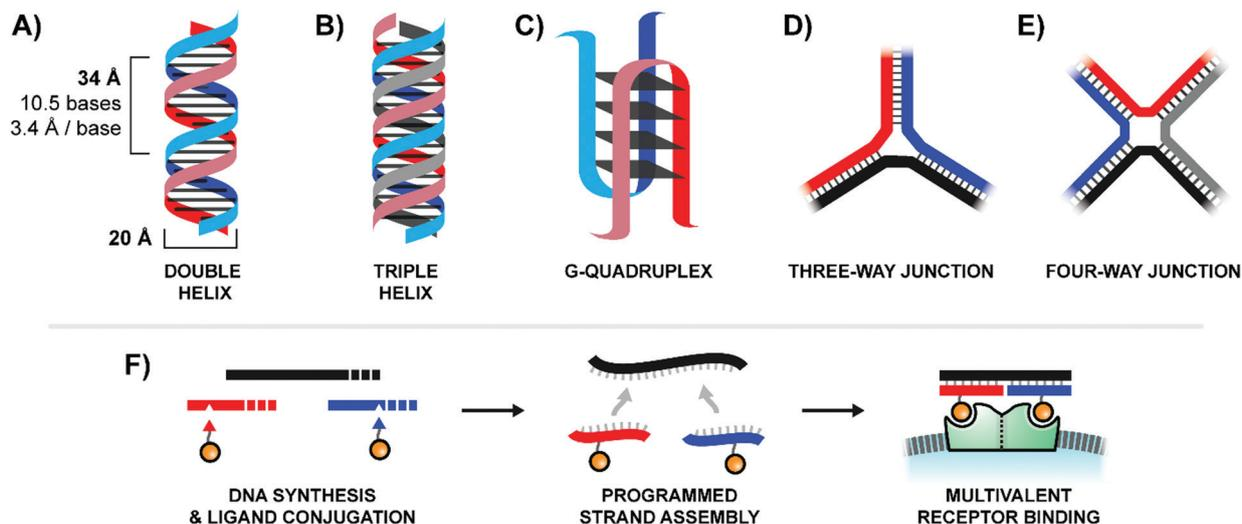 A)
B)
C)
D)
E)
34 Å
10.5 bases
3.4 Å / base
20 Å
DOUBLE
HELIX
TRIPLE
HELIX
G-QUADRUPLEX
THREE-WAY JUNCTION
FOUR-WAY JUNCTION
F)
DNA SYNTHESIS
& LIGAND CONJUGATION
PROGRAMMED
STRAND ASSEMBLY
MULTIVALENT
RECEPTOR BINDING